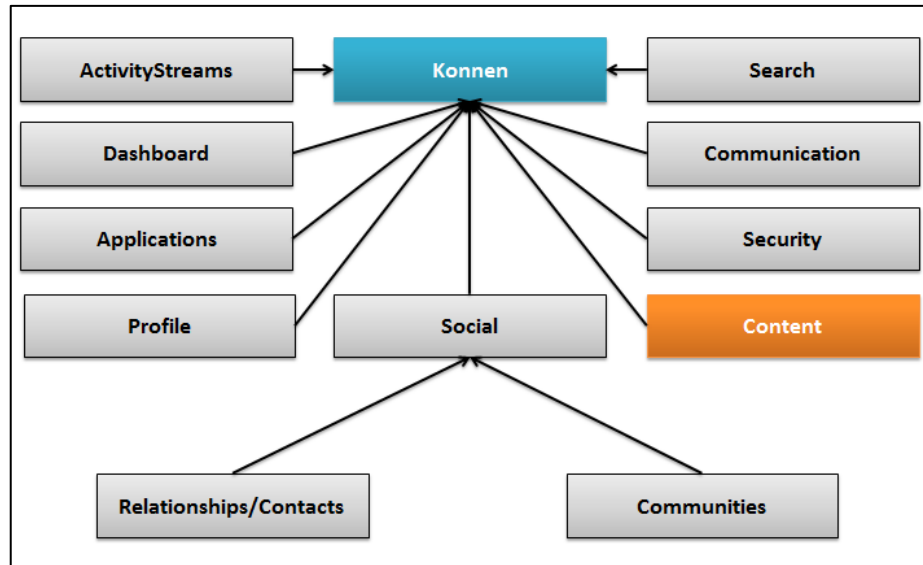 ActivityStreams
Konnen
Search
Dashboard
Communication
Applications
Security
Profile
Social
Content
Relationships/Contacts
Communities